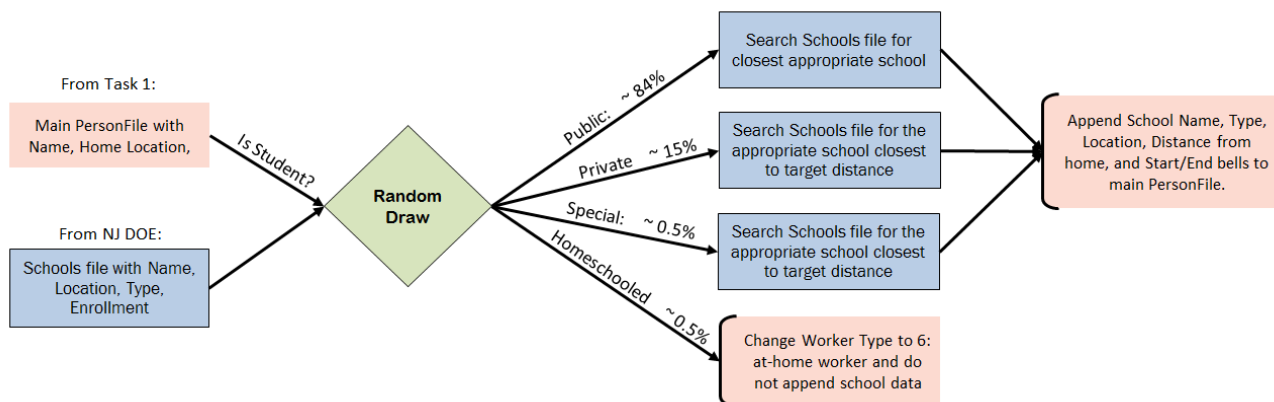 From Task 1:
Main PersonFile with
Name, Home Location,
Is Student?
From NJ DOE:
Schools file with Name,
Location, Type,
Enrollment
Random
Draw
Public: ~ 84%
Search Schools file for
closest appropriate school
Private ~ 15%
Search Schools file for the
appropriate school closest
to target distance
Special: ~ 0.5%
Search Schools file for the
appropriate school closest
to target distance
Homeschooled ~0.5%
Change Worker Type to 6:
at-home worker and do
not append school data
Append School Name, Type,
Location, Distance from
home, and Start/End bells to
main PersonFile.